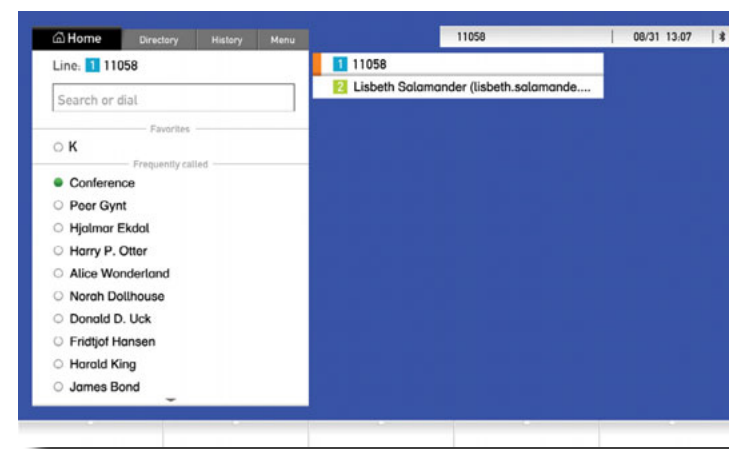 Home Directory History Menu
11058 08/31 13:07
Line: 1 11058
Search or dial
Favorites
K
Frequently called
Conference
Peer Gynt
Hjalmar Ekdal
Harry P. Otter
Alice Wonderland
Norah Dollhouse
Donald D. Uck
Fridtjof Hansen
Harald King
James Bond
1 11058
2 Lisbeth Salamander (lisbeth.salamande....